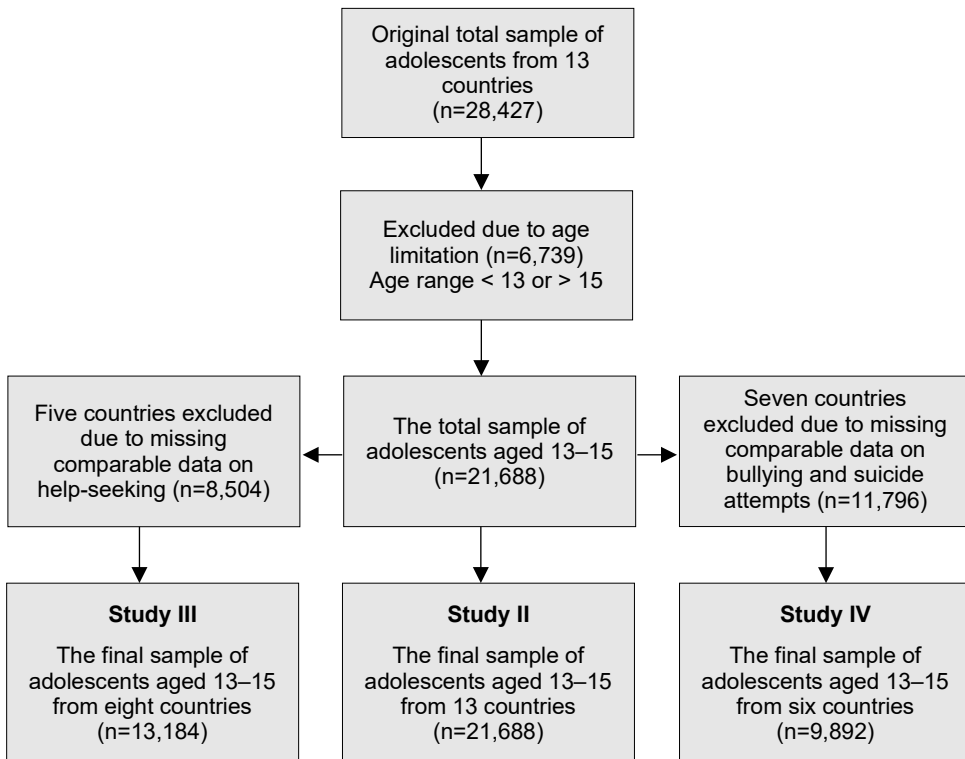 Original total sample of
adolescents from 13
countries
(n=28,427)
Excluded due to age
limitation (n=6,739)
Age range < 13 or > 15
Five countries excluded
due to missing
comparable data on
help-seeking (n=8,504)
The total sample of
adolescents aged 13–15
(n=21,688)
Seven countries
excluded due to missing
comparable data on
bullying and suicide
attempts (n=11,796)
Study III
The final sample of
adolescents aged 13–15
from eight countries
(n=13,184)
Study II
The final sample of
adolescents aged 13–15
from 13 countries
(n=21,688)
Study IV
The final sample of
adolescents aged 13–15
from six countries
(n=9,892)